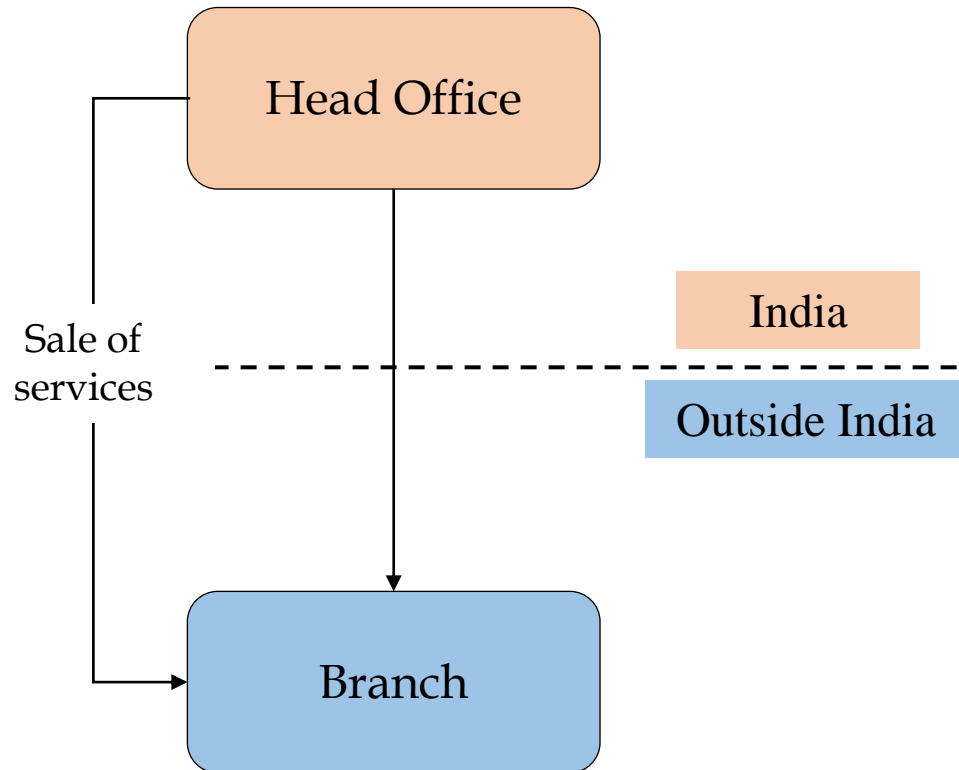 Head Office
India
Sale of
services
Outside India
Branch